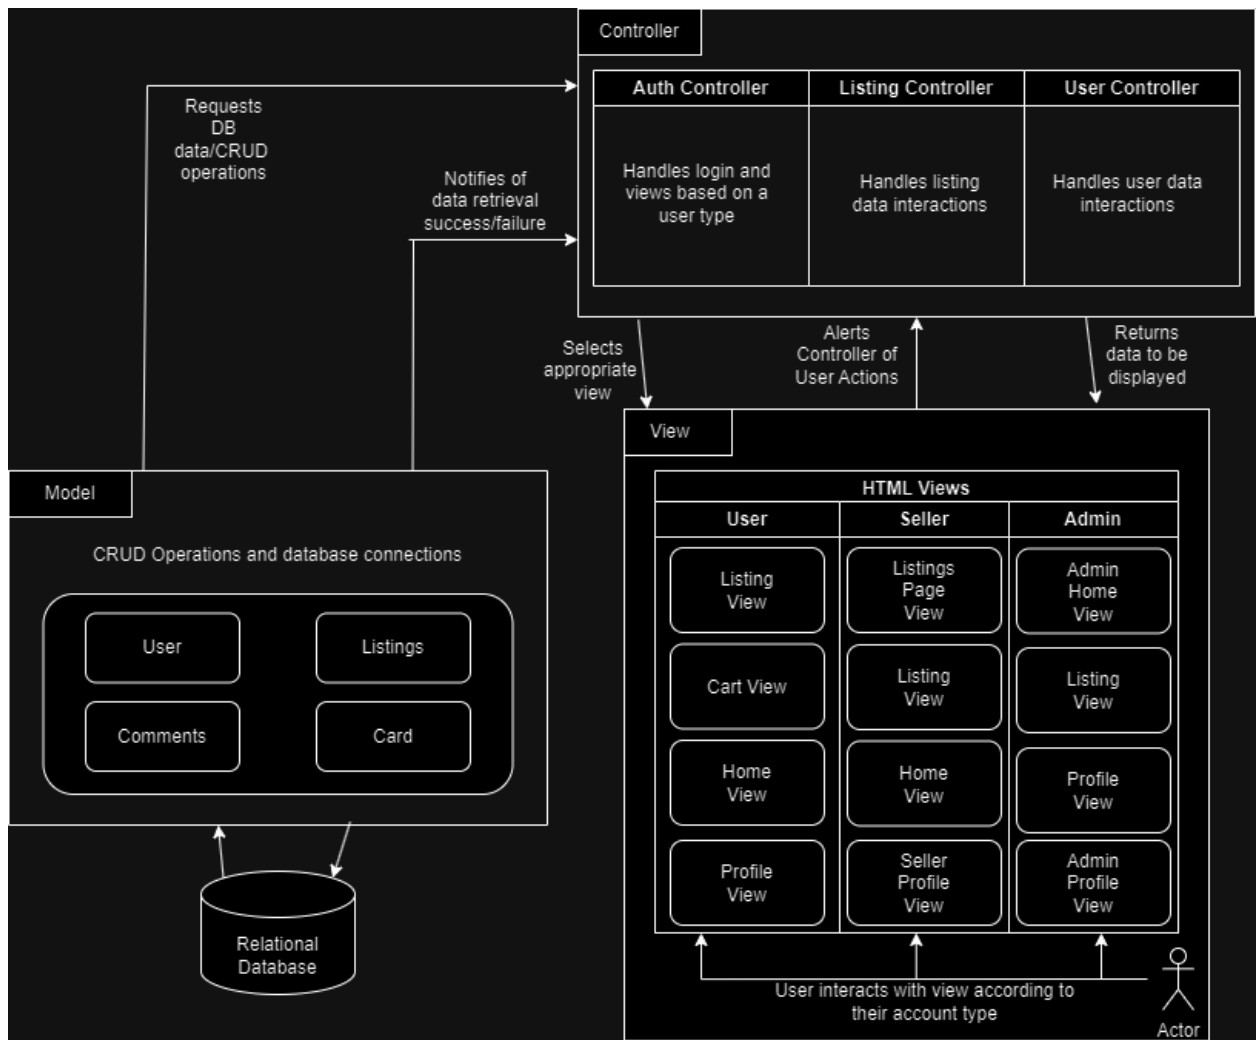 Controller
Auth Controller
Listing Controller
User Controller
Handles login and
views based on a
user type
Handles listing
data interactions
Handles user data
interactions
Requests
DB
data/CRUD
operations
Notifies of
data retrieval
success/failure
Selects
appropriate
view
Alerts
Controller of
User Actions
Returns
data to be
displayed
Model
CRUD Operations and database connections
User
Listings
Comments
Card
Relational
Database
View
HTML Views
User
Seller
Admin
Listing
View
Listings
Page
View
Admin
Home
View
Cart View
Listing
View
Listing
View
Home
View
Home
View
Profile
View
Profile
View
Seller
Profile
View
Admin
Profile
View
User interacts with view according to
their account type
Actor